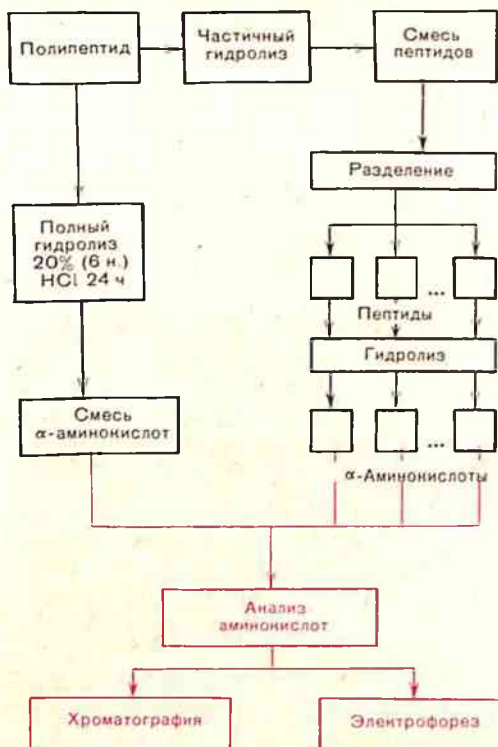 Полипептид
Частичный
гидролиз
Смесь
пептидов
Разделение
Полный
гидролиз
20% (6 н.)
HCl 24 ч
...
Пептиды
Гидролиз
Смесь
α-аминокислот
...
α-Аминокислоты
Анализ
аминокислот
Хроматография
Электрофорез